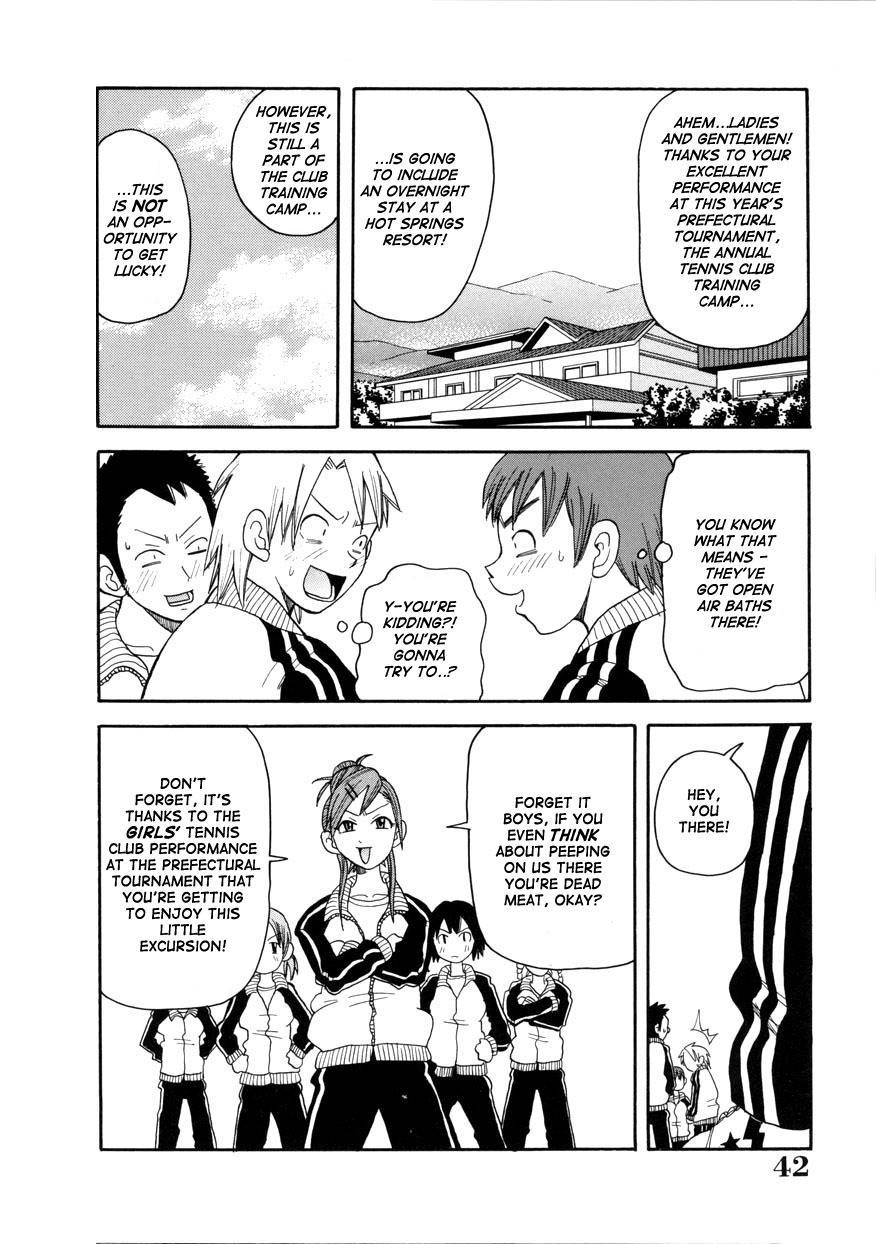 AHEM...LADIES
AND GENTLEMEN!
THANKS TO YOUR
EXCELLENT
PERFORMANCE
AT THIS YEAR'S
PREFECTURAL
TOURNAMENT,
THE ANNUAL
TENNIS CLUB
TRAINING
CAMP...
...IS GOING
TO INCLUDE
AN OVERNIGHT
STAY AT A
HOT SPRINGS
RESORT!
HOWEVER,
THIS IS
STILL A
PART OF
THE CLUB
TRAINING
CAMP...
...THIS
IS NOT
AN OPP-
ORTUNITY
TO GET
LUCKY!
YOU KNOW
WHAT THAT
MEANS -
THEY'VE
GOT OPEN
AIR BATHS
THERE!
Y-YOU'RE
KIDDING?!
YOU'RE
GONNA
TRY TO..?
HEY,
YOU
THERE!
FORGET IT
BOYS, IF YOU
EVEN THINK
ABOUT PEEPING
ON US THERE
YOU'RE DEAD
MEAT, OKAY?
DON'T
FORGET, IT'S
THANKS TO THE
GIRLS' TENNIS
CLUB PERFORMANCE
AT THE PREFECTURAL
TOURNAMENT THAT
YOU'RE GETTING
TO ENJOY THIS
LITTLE
EXCURSION!
42